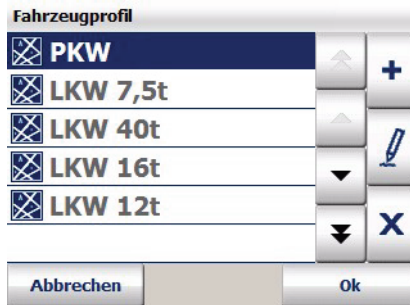 Fahrzeugprofil
PKW
LKW 7,5t
LKW 40t
LKW 16t
LKW 12t
Abbrechen
Ok